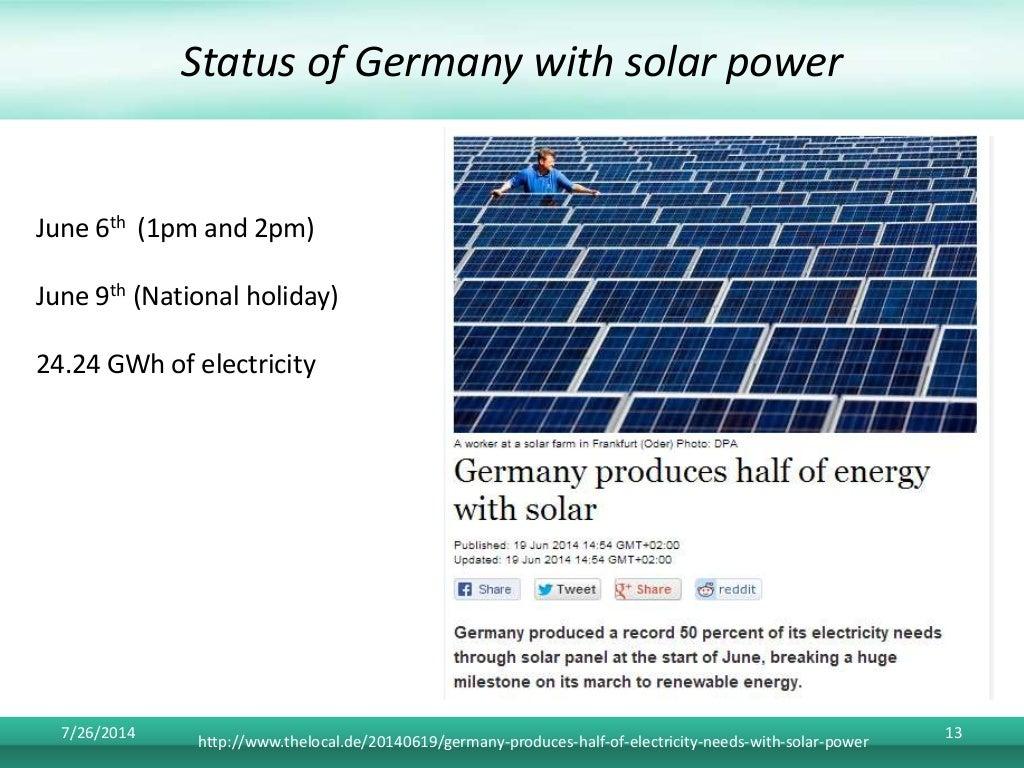 Status of Germany with solar power
June 6th (1pm and 2pm)
June 9th (National holiday)
24.24 GWh of electricity
A worker at a solar farm in Frankfurt (Oder) Photo: DPA
Germany produces half of energy
with solar
Published: 19 Jun 2014 14:54 GMT+02:00
Updated: 19 Jun 2014 14:54 GMT+02:00
Share Tweet Share reddit
Germany produced a record 50 percent of its electricity needs
through solar panel at the start of June, breaking a huge
milestone on its march to renewable energy.
7/26/2014
http://www.thelocal.de/20140619/germany-produces-half-of-electricity-needs-with-solar-power
13